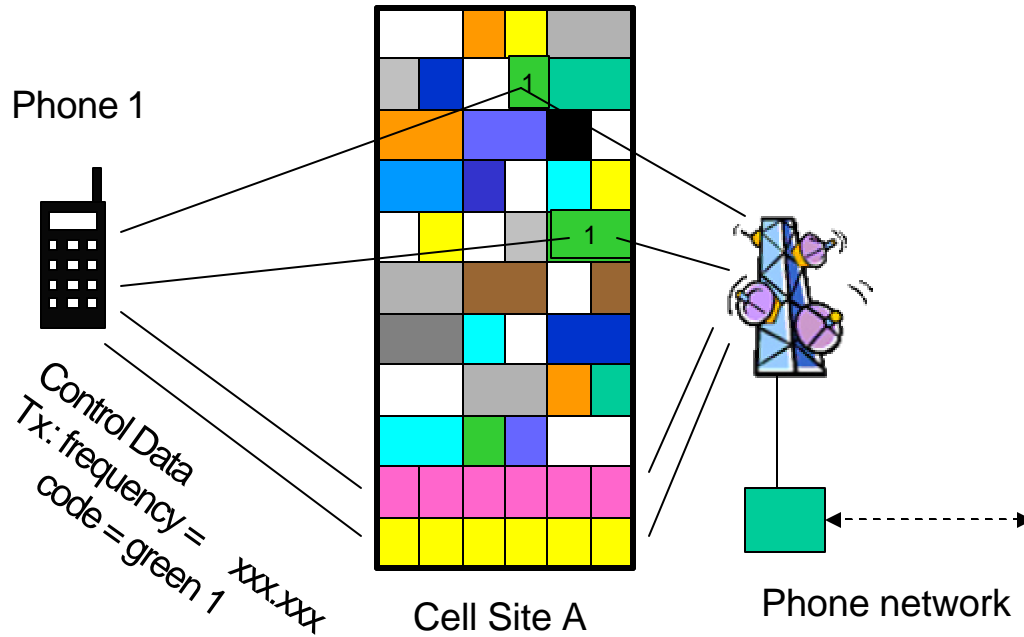 Phone 1
1
1
Control Data
Tx: frequency = xxx.xxx
code = green 1
Cell Site A
Phone network